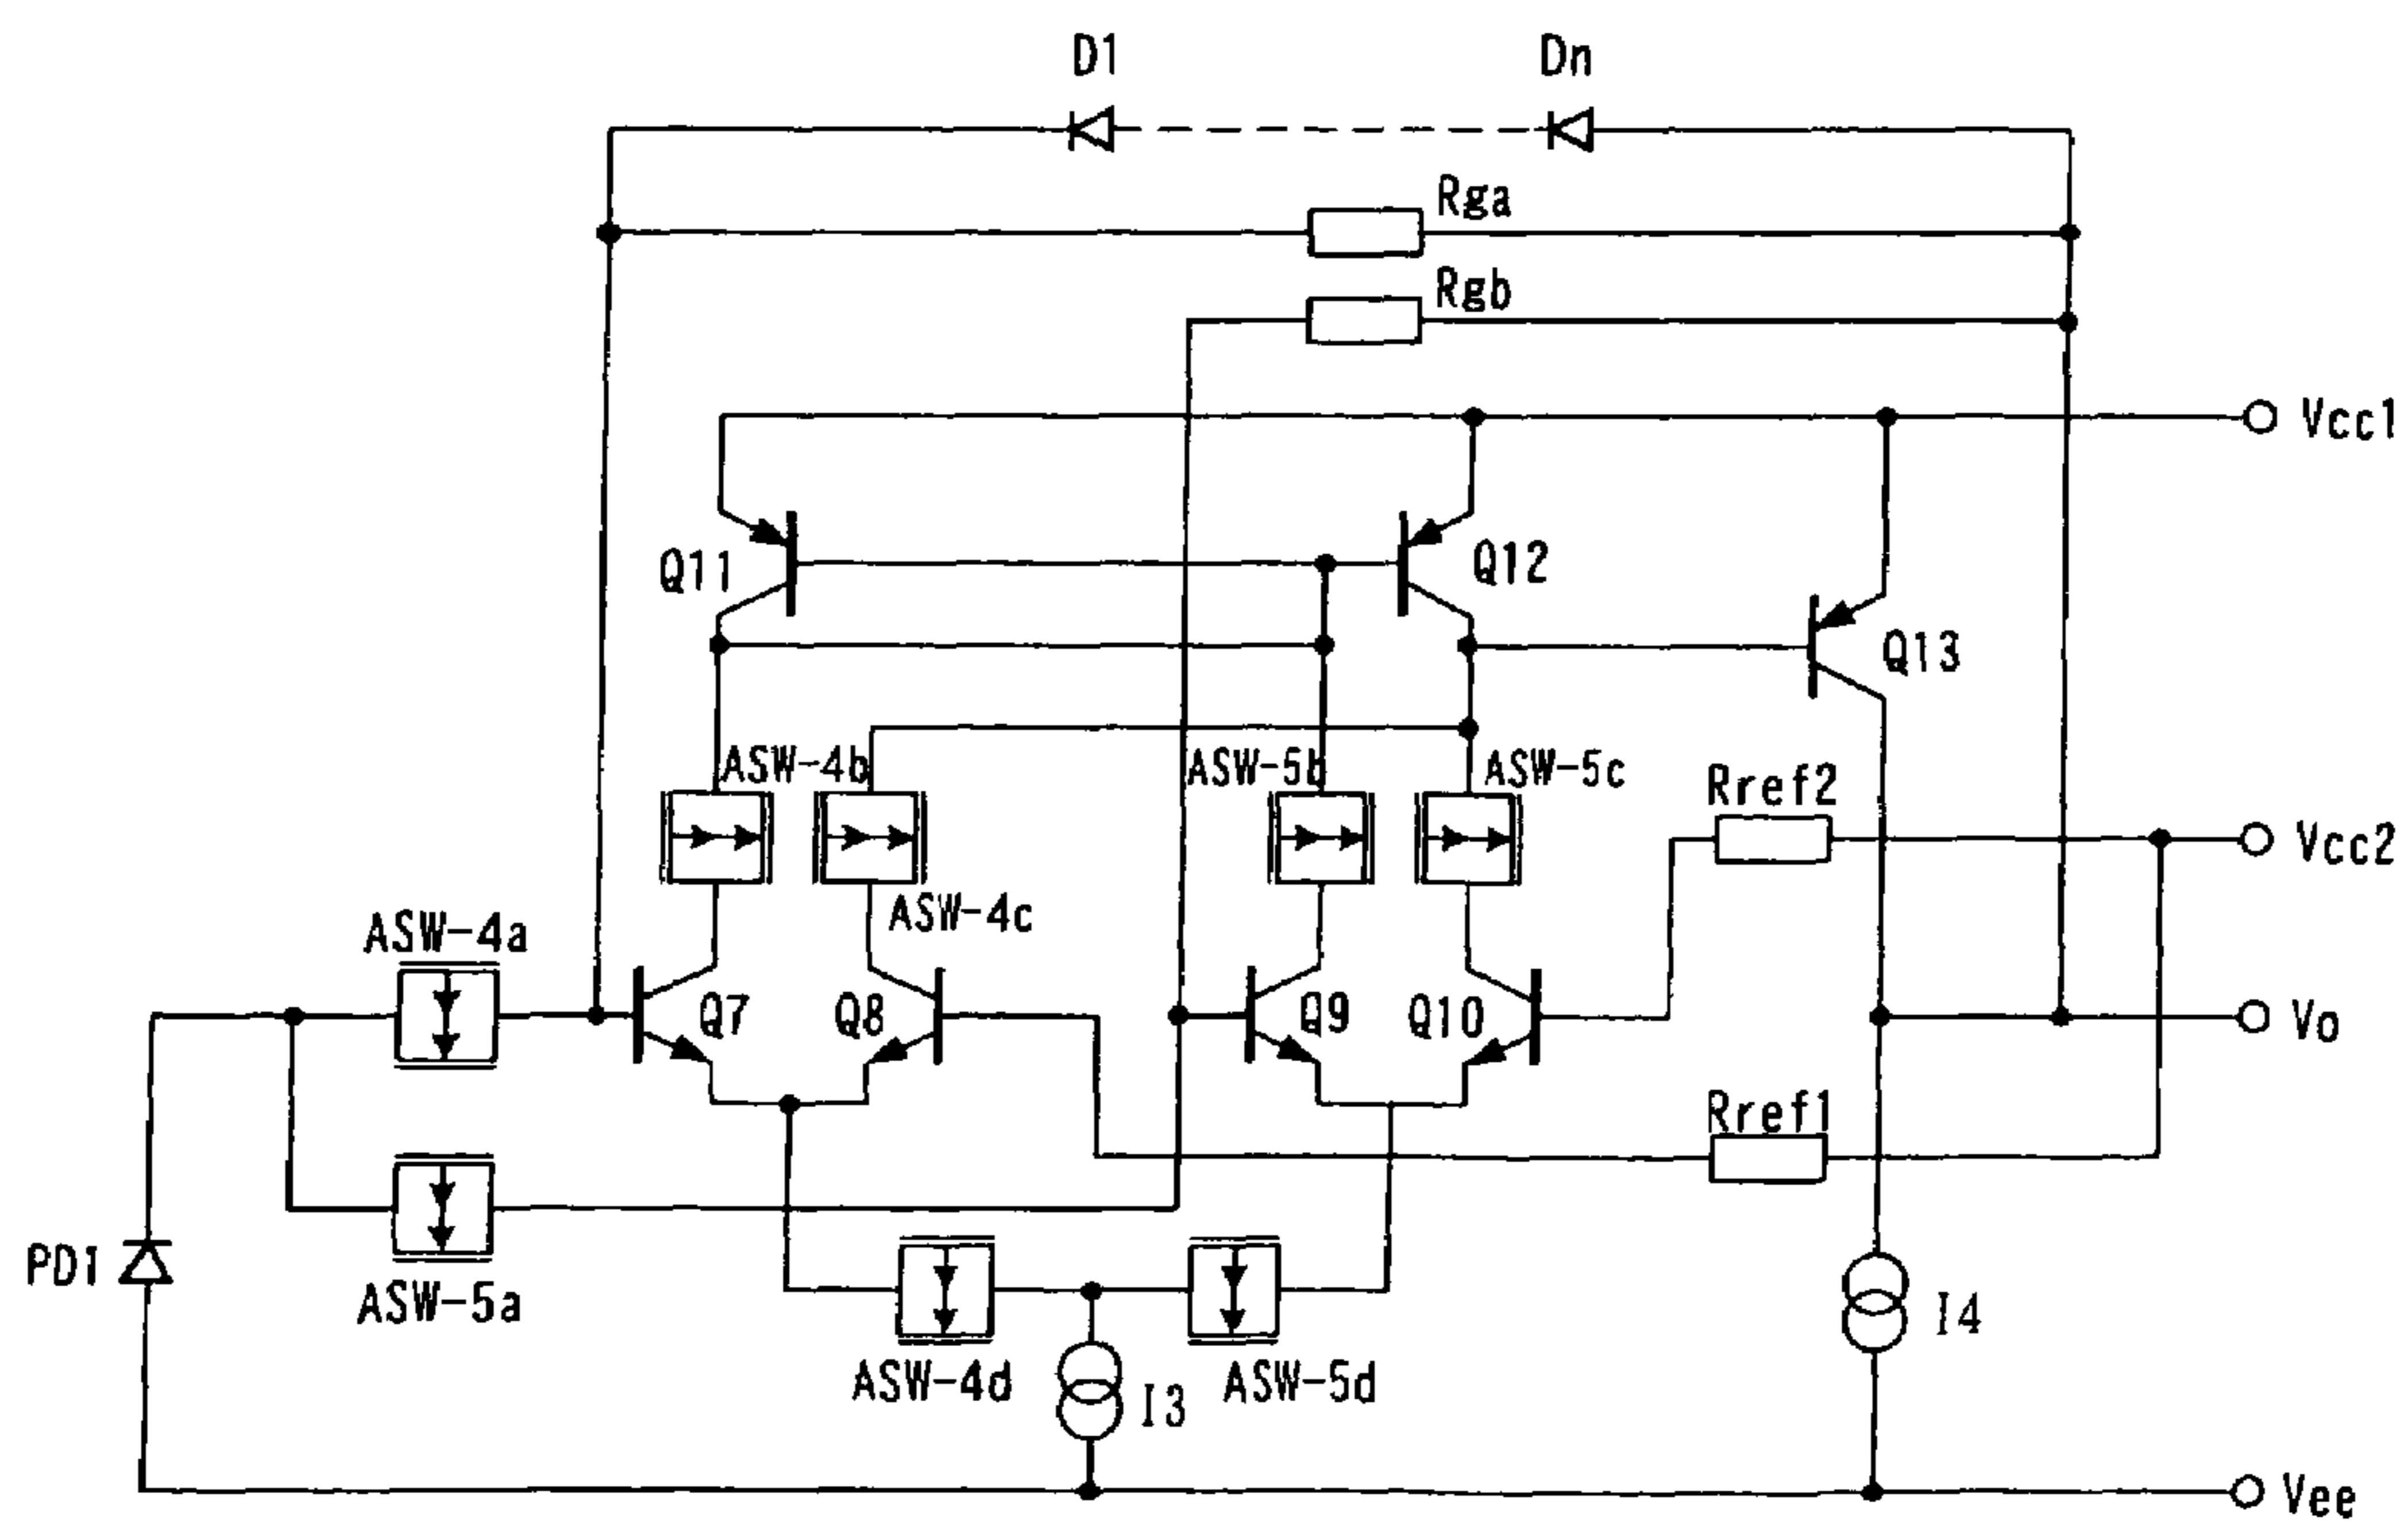 D1
Dn
Rga
Rgb
Vcc1
Q11
Q12
Q13
ASW-4b
ASW-5b
ASW-5c
Rref2
Vcc2
ASW-4a
ASW-4c
Q7
Q8
Q9
Q10
Vo
Rref1
PD1
ASW-5a
I4
ASW-4d
I3
ASW-5d
Vee